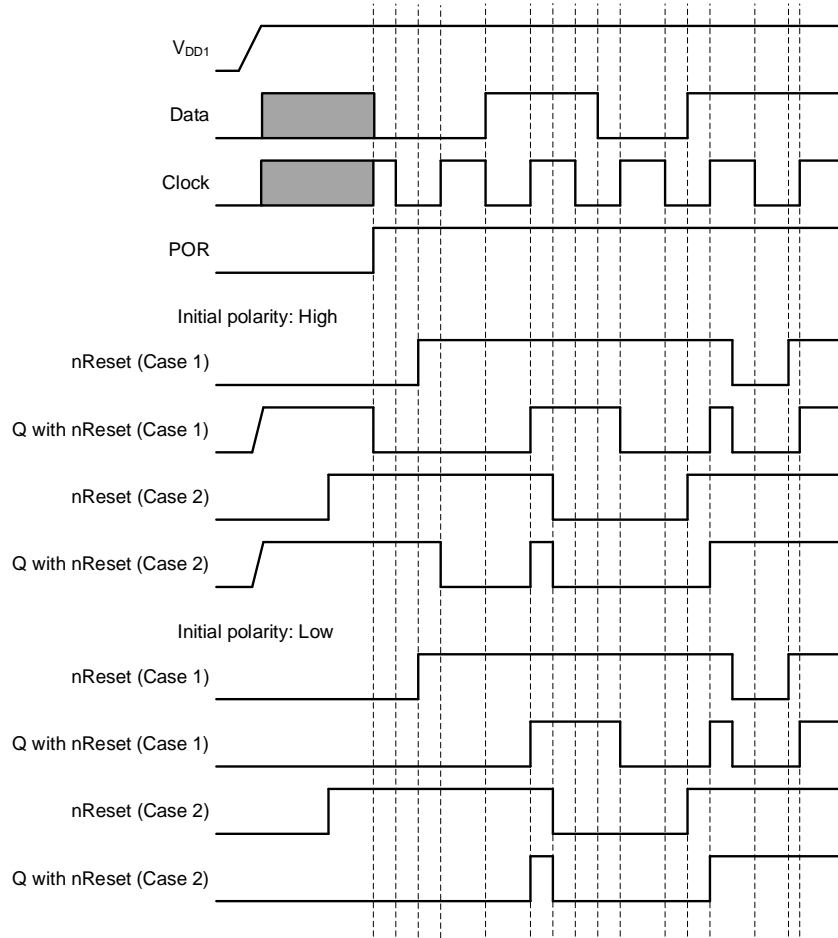 VDD1
Data
Clock
POR
Initial polarity: High
nReset (Case 1)
Q with nReset (Case 1)
nReset (Case 2)
Q with nReset (Case 2)
Initial polarity: Low
nReset (Case 1)
Q with nReset (Case 1)
nReset (Case 2)
Q with nReset (Case 2)